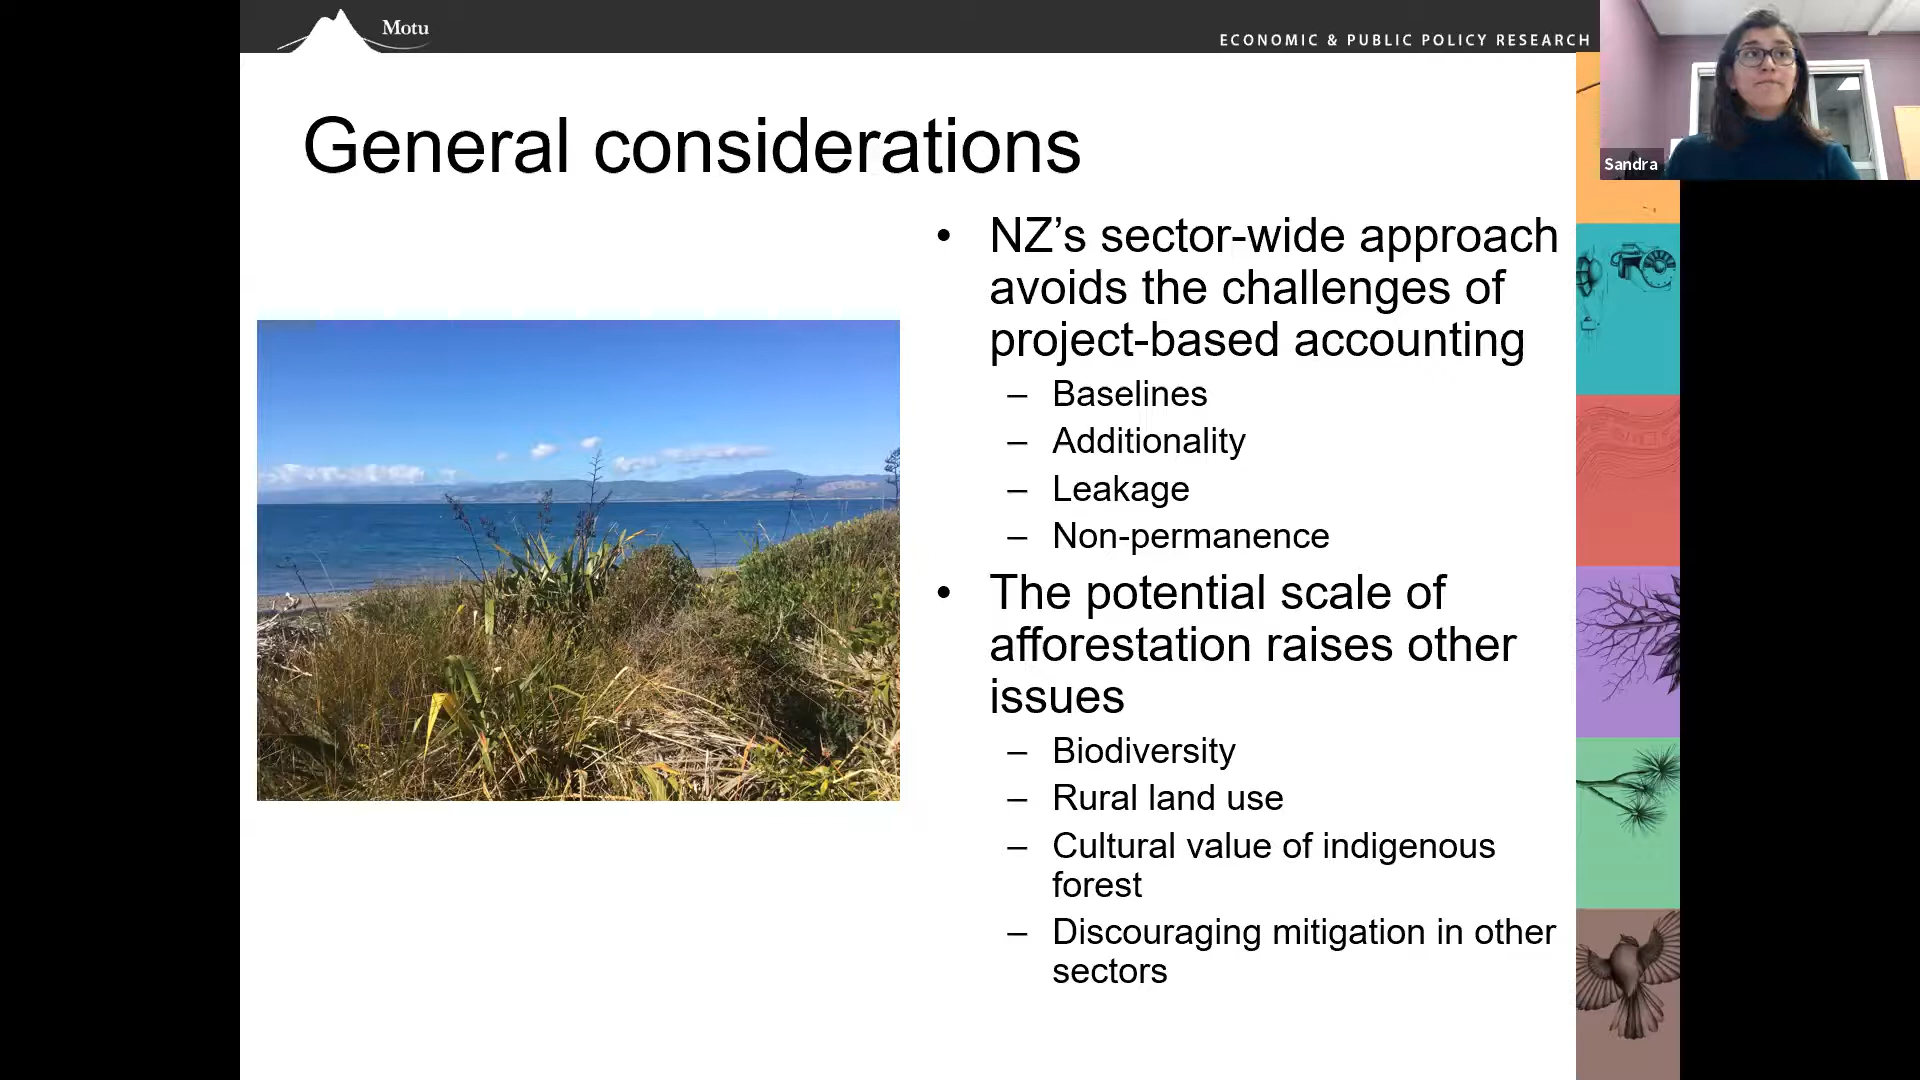 Motu
ECONOMIC & PUBLIC POLICY RESEARCH
Sandra
General considerations
• NZ’s sector-wide approach
avoids the challenges of
project-based accounting
– Baselines
– Additionality
– Leakage
– Non-permanence
• The potential scale of
afforestation raises other
issues
– Biodiversity
– Rural land use
– Cultural value of indigenous
forest
– Discouraging mitigation in other
sectors